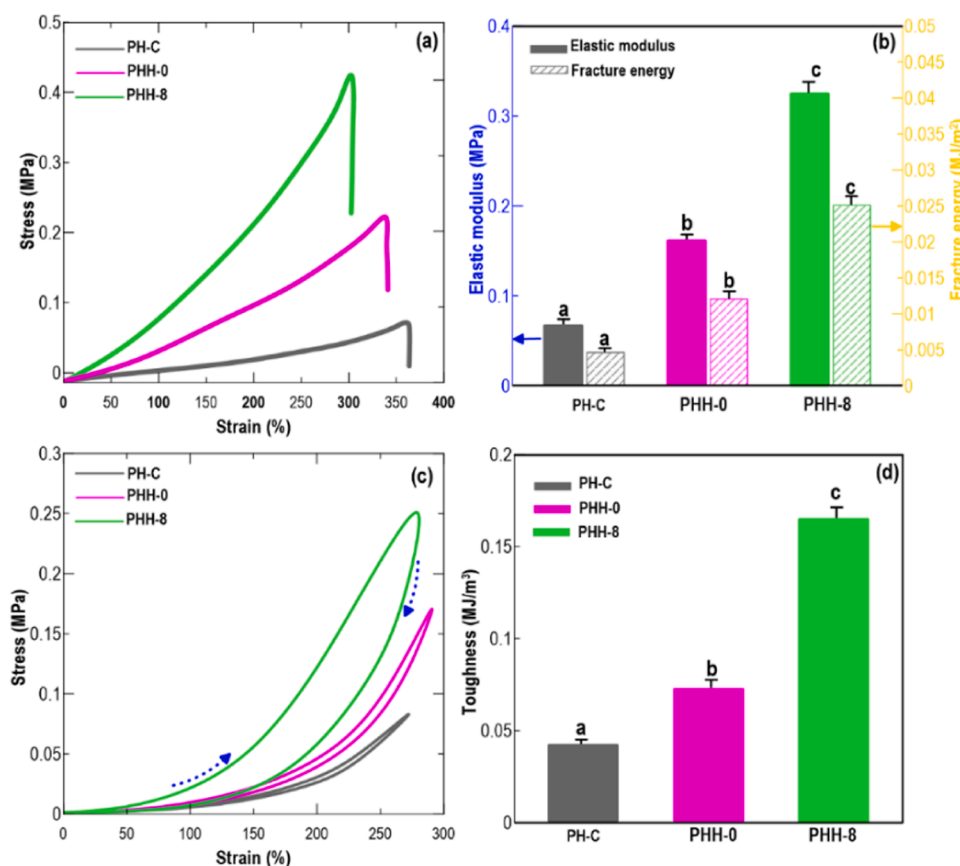 (a)
PH-C
PHH-0
PHH-8
0.5
0.4
0.3
0.2
0.1
0
Stress (MPa)
0 50 100 150 200 250 300 350 400
Strain (%)
(b)
Elastic modulus
Fracture energy
0.4
0.3
0.2
0.1
0
Elastic modulus (MPa)
0.05
0.045
0.04
0.035
0.03
0.025
0.02
0.015
0.01
0.005
0
Fracture energy (MJ/m²)
a a
b b
c c
PH-C PHH-0 PHH-8
(c)
PH-C
PHH-0
PHH-8
0.3
0.25
0.2
0.15
0.1
0.05
0
Stress (MPa)
0 50 100 150 200 250 300
Strain (%)
(d)
PH-C
PHH-0
PHH-8
0.2
0.15
0.1
0.05
0
Toughness (MJ/m³)
a
b
c
PH-C PHH-0 PHH-8